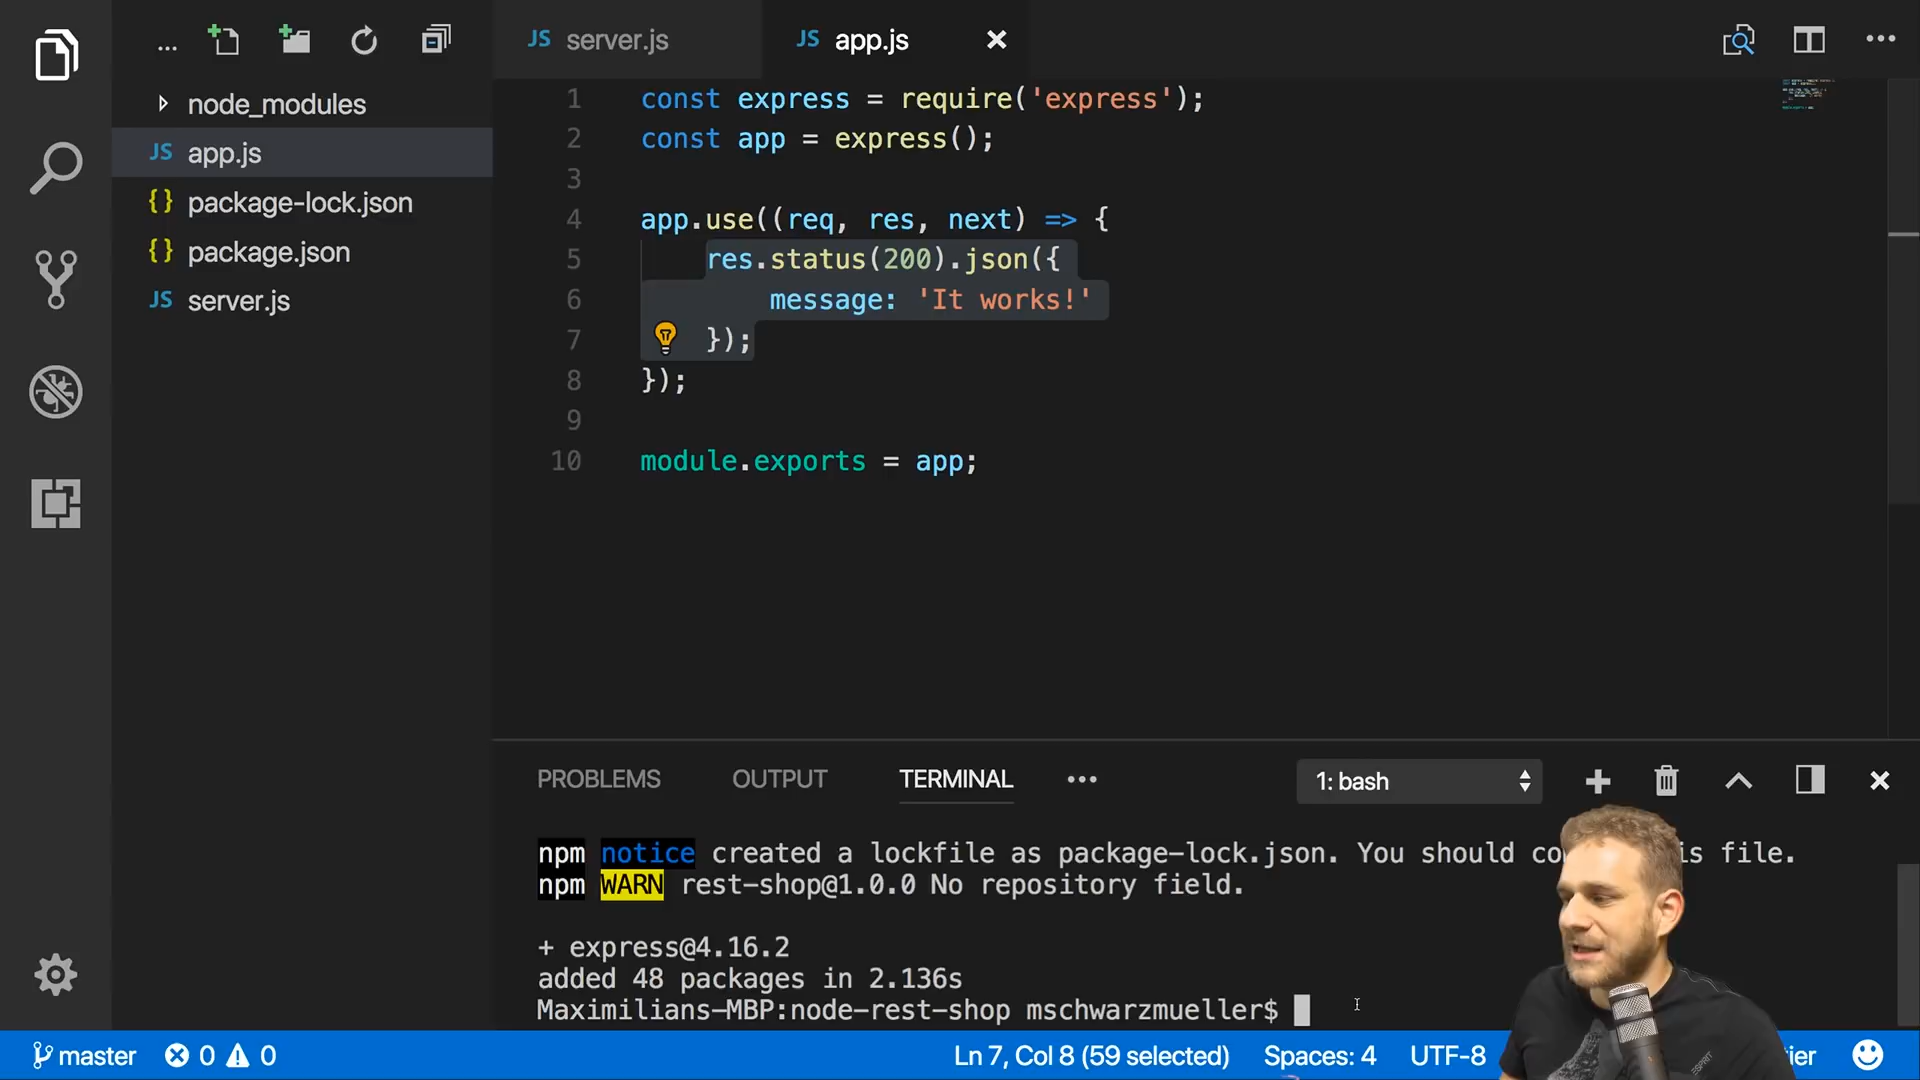 ...
JS server.js
JS app.js
node_modules
JS app.js
{} package-lock.json
{} package.json
JS server.js
1 const express = require('express');
2 const app = express();
3
4 app.use((req, res, next) => {
5 res.status(200).json({
6 message: 'It works!'
7 });
8 });
9
10 module.exports = app;
PROBLEMS OUTPUT TERMINAL ••• 1: bash
npm notice created a lockfile as package-lock.json. You should co is file.
npm WARN rest-shop@1.0.0 No repository field.
+ express@4.16.2
added 48 packages in 2.136s
Maximilians-MBP:node-rest-shop mschwarzmueller$
ESPRIT
master 0 0 Ln 7, Col 8 (59 selected) Spaces: 4 UTF-8 tier